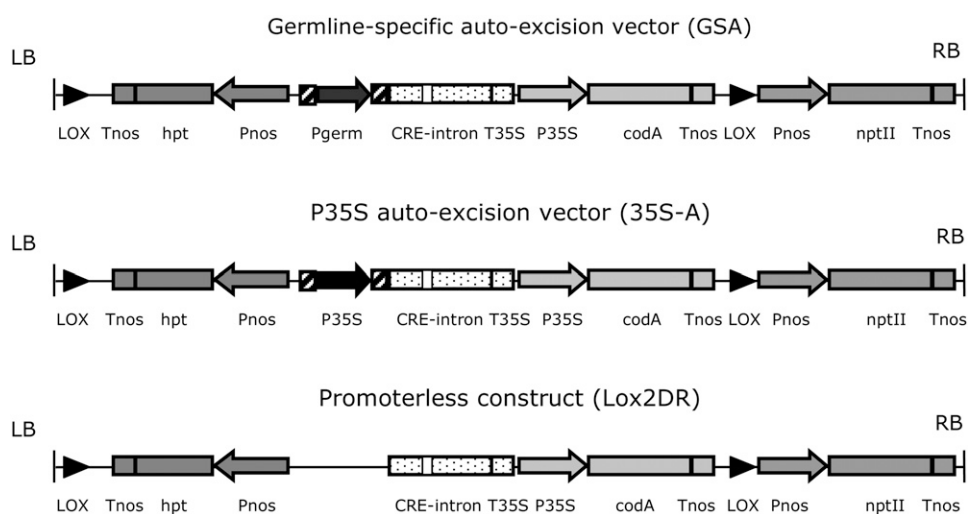 Germline-specific auto-excision vector (GSA)
LB RB
LOX Tnos hpt Pnos Pgerm CRE-intron T35S P35S codA Tnos LOX Pnos nptII Tnos
P35S auto-excision vector (35S-A)
LB RB
LOX Tnos hpt Pnos P35S CRE-intron T35S P35S codA Tnos LOX Pnos nptII Tnos
Promoterless construct (Lox2DR)
LB RB
LOX Tnos hpt Pnos CRE-intron T35S P35S codA Tnos LOX Pnos nptII Tnos